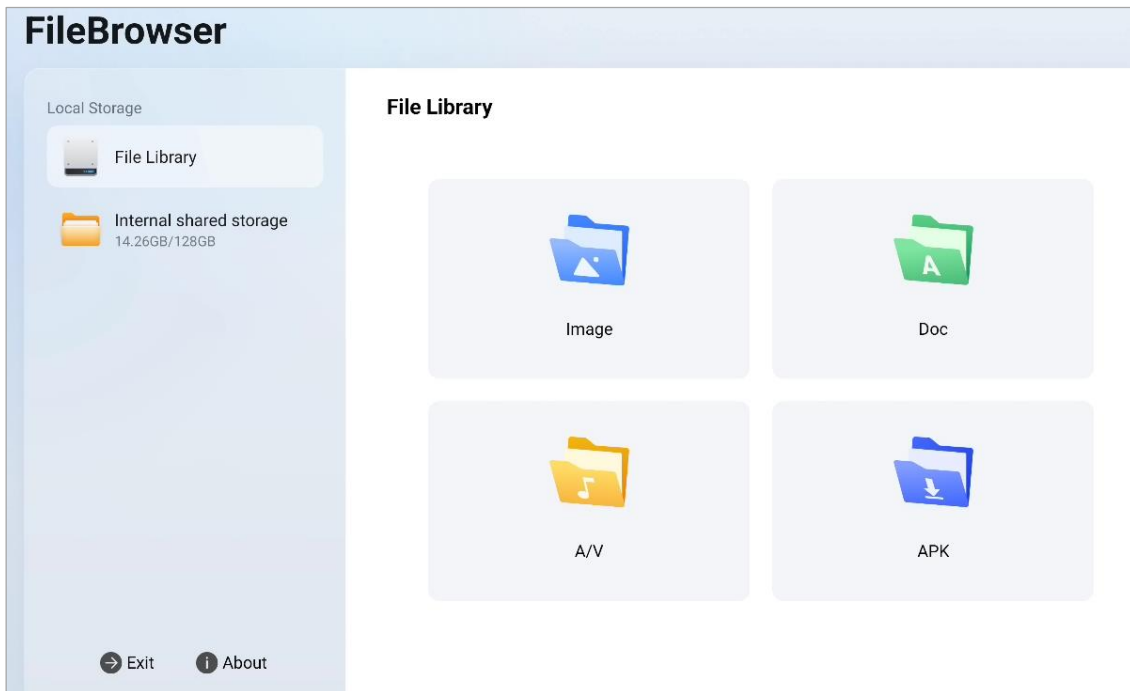 FileBrowser
Local Storage
File Library
Internal shared storage
14.26GB/128GB
Exit
About
File Library
Image
Doc
A/V
APK